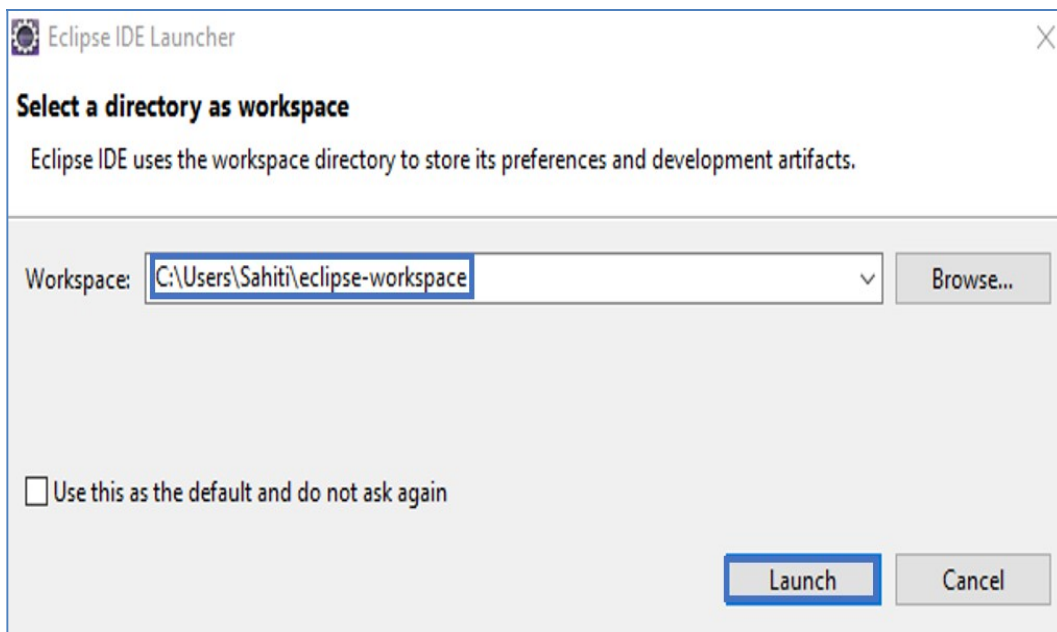 Eclipse IDE Launcher
Select a directory as workspace
Eclipse IDE uses the workspace directory to store its preferences and development artifacts.
Workspace: C:\Users\Sahiti\eclipse-workspace Browse...
Use this as the default and do not ask again
Launch Cancel